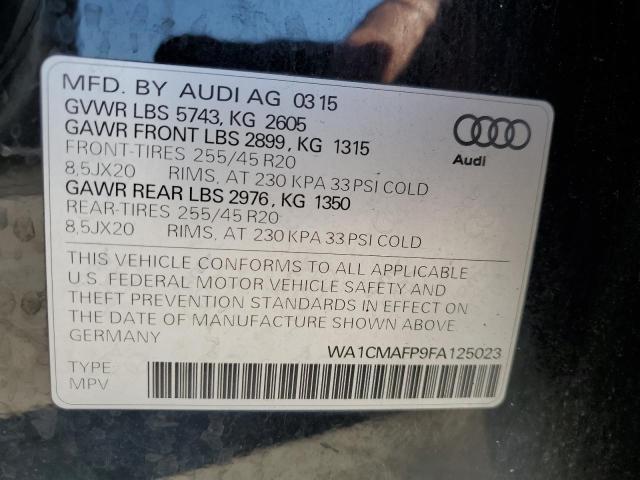 MFD. BY AUDI AG 03 15
GVWR LBS 5743, KG 2605
GAWR FRONT LBS 2899, KG 1315
FRONT-TIRES 255/45 R20
8,5JX20 RIMS, AT 230 KPA 33 PSI COLD
GAWR REAR LBS 2976, KG 1350
REAR-TIRES 255/45 R20
8,5JX20 RIMS, AT 230 KPA 33 PSI COLD
Audi
THIS VEHICLE CONFORMS TO ALL APPLICABLE
U.S. FEDERAL MOTOR VEHICLE SAFETY AND
THEFT PREVENTION STANDARDS IN EFFECT ON
THE DATE OF MANUFACTURE SHOWN ABOVE
GERMANY
WA1CMAFP9FA125023
TYPE
MPV